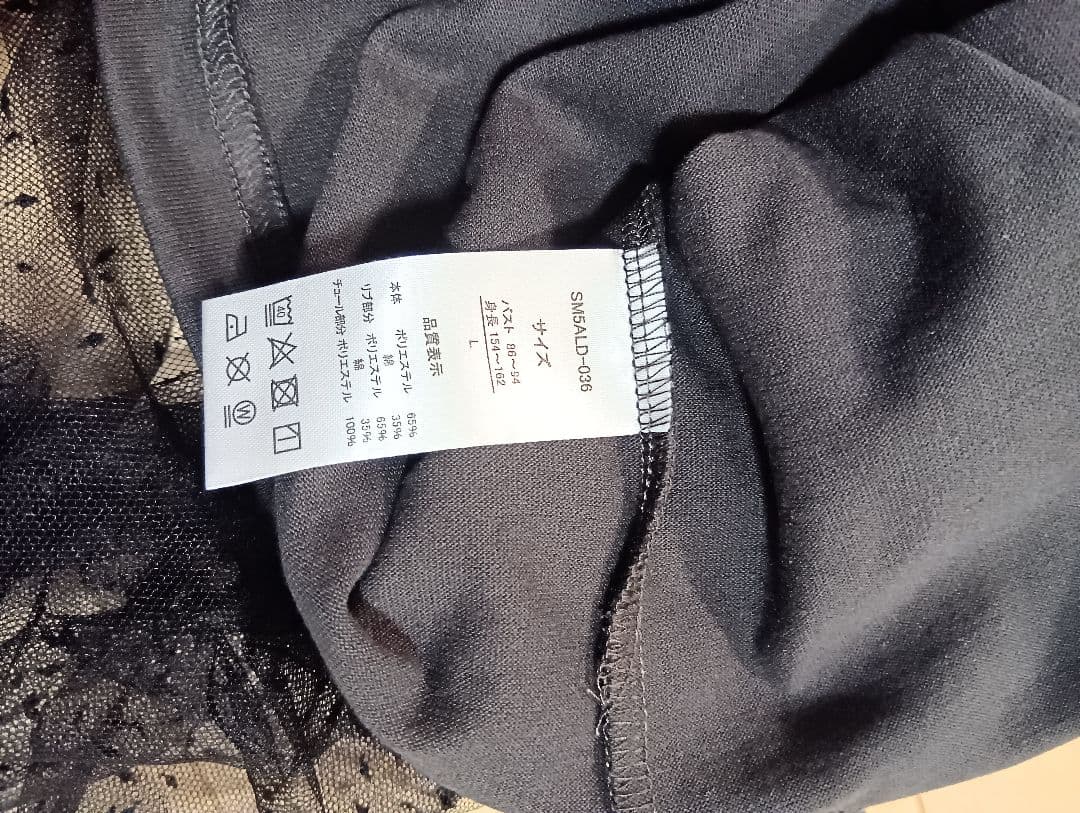 SM5ALD-036
サイズ
バスト 86〜94
身長 154〜162
L
品質表示
本体 ポリエステル 65%
綿 35%
リブ部分 ポリエステル 65%
綿 35%
チュール部分 ポリエステル 100%
40
W